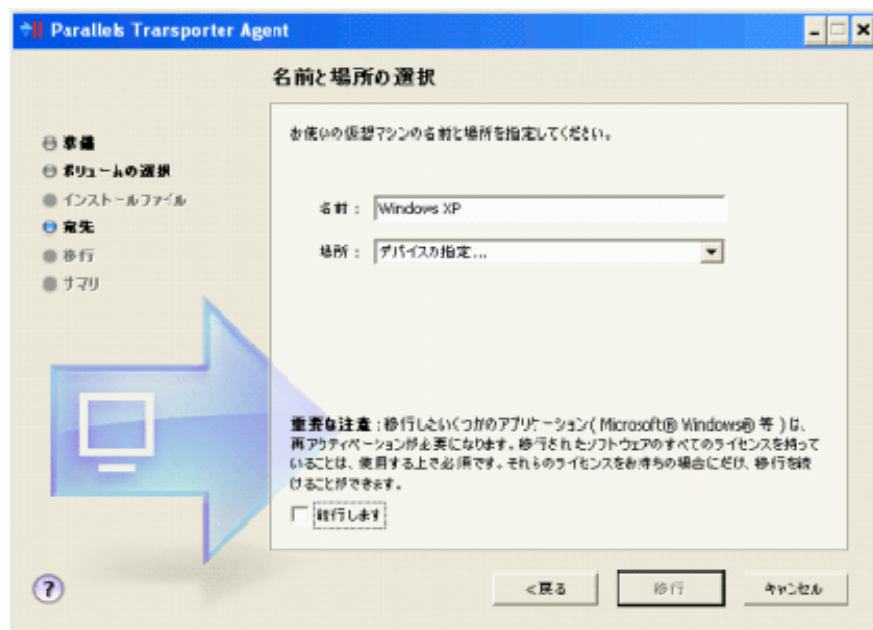 Parallels Transporter Agent
名前と場所の選択
準備
ボリュームの選択
インストールファイル
宛先
移行
サマリ
お使いの仮想マシンの名前と場所を指定してください。
名前：
Windows XP
場所：
デバイスの指定...
重要な注意：移行したいくつかのアプリケーション( Microsoft® Windows® 等 )は、
再アクティベーションが必要になります。移行されたソフトウェアのすべてのライセンスを持って
いることは、使用する上で必須です。それらのライセンスをお持ちの場合にだけ、移行を続
けることができます。
続行します
?
<戻る
移行
キャンセル